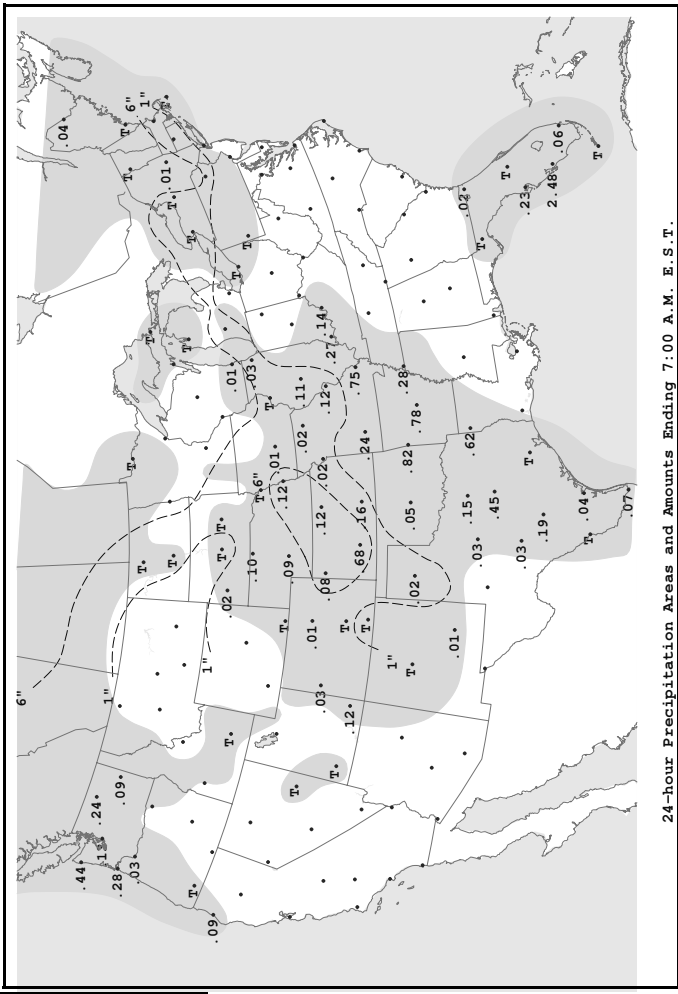 6"
.04
.44
.24
.13
1"
.28
.09
T
T
6"
T
.03
T
1"
T
T
.01
T
T
T
T
T
1"
.09
T
T
.02
T
.01
T
T
.03
.10
6"
T
T
.01
.12
T
.09
T
.11
.02
.01
.03
.12
.14
.02
.08
.12
.27
T
T
.12
.75
.68
.16
.24
T
1"
.28
.82
.05
T
.02
.78
.01
.02
.15
.62
.03
T
.45
T
.03
.23
T
.19
2.48
.06
.04
T
T
.07
24-hour Precipitation Areas and Amounts Ending 7:00 A.M. E.S.T.